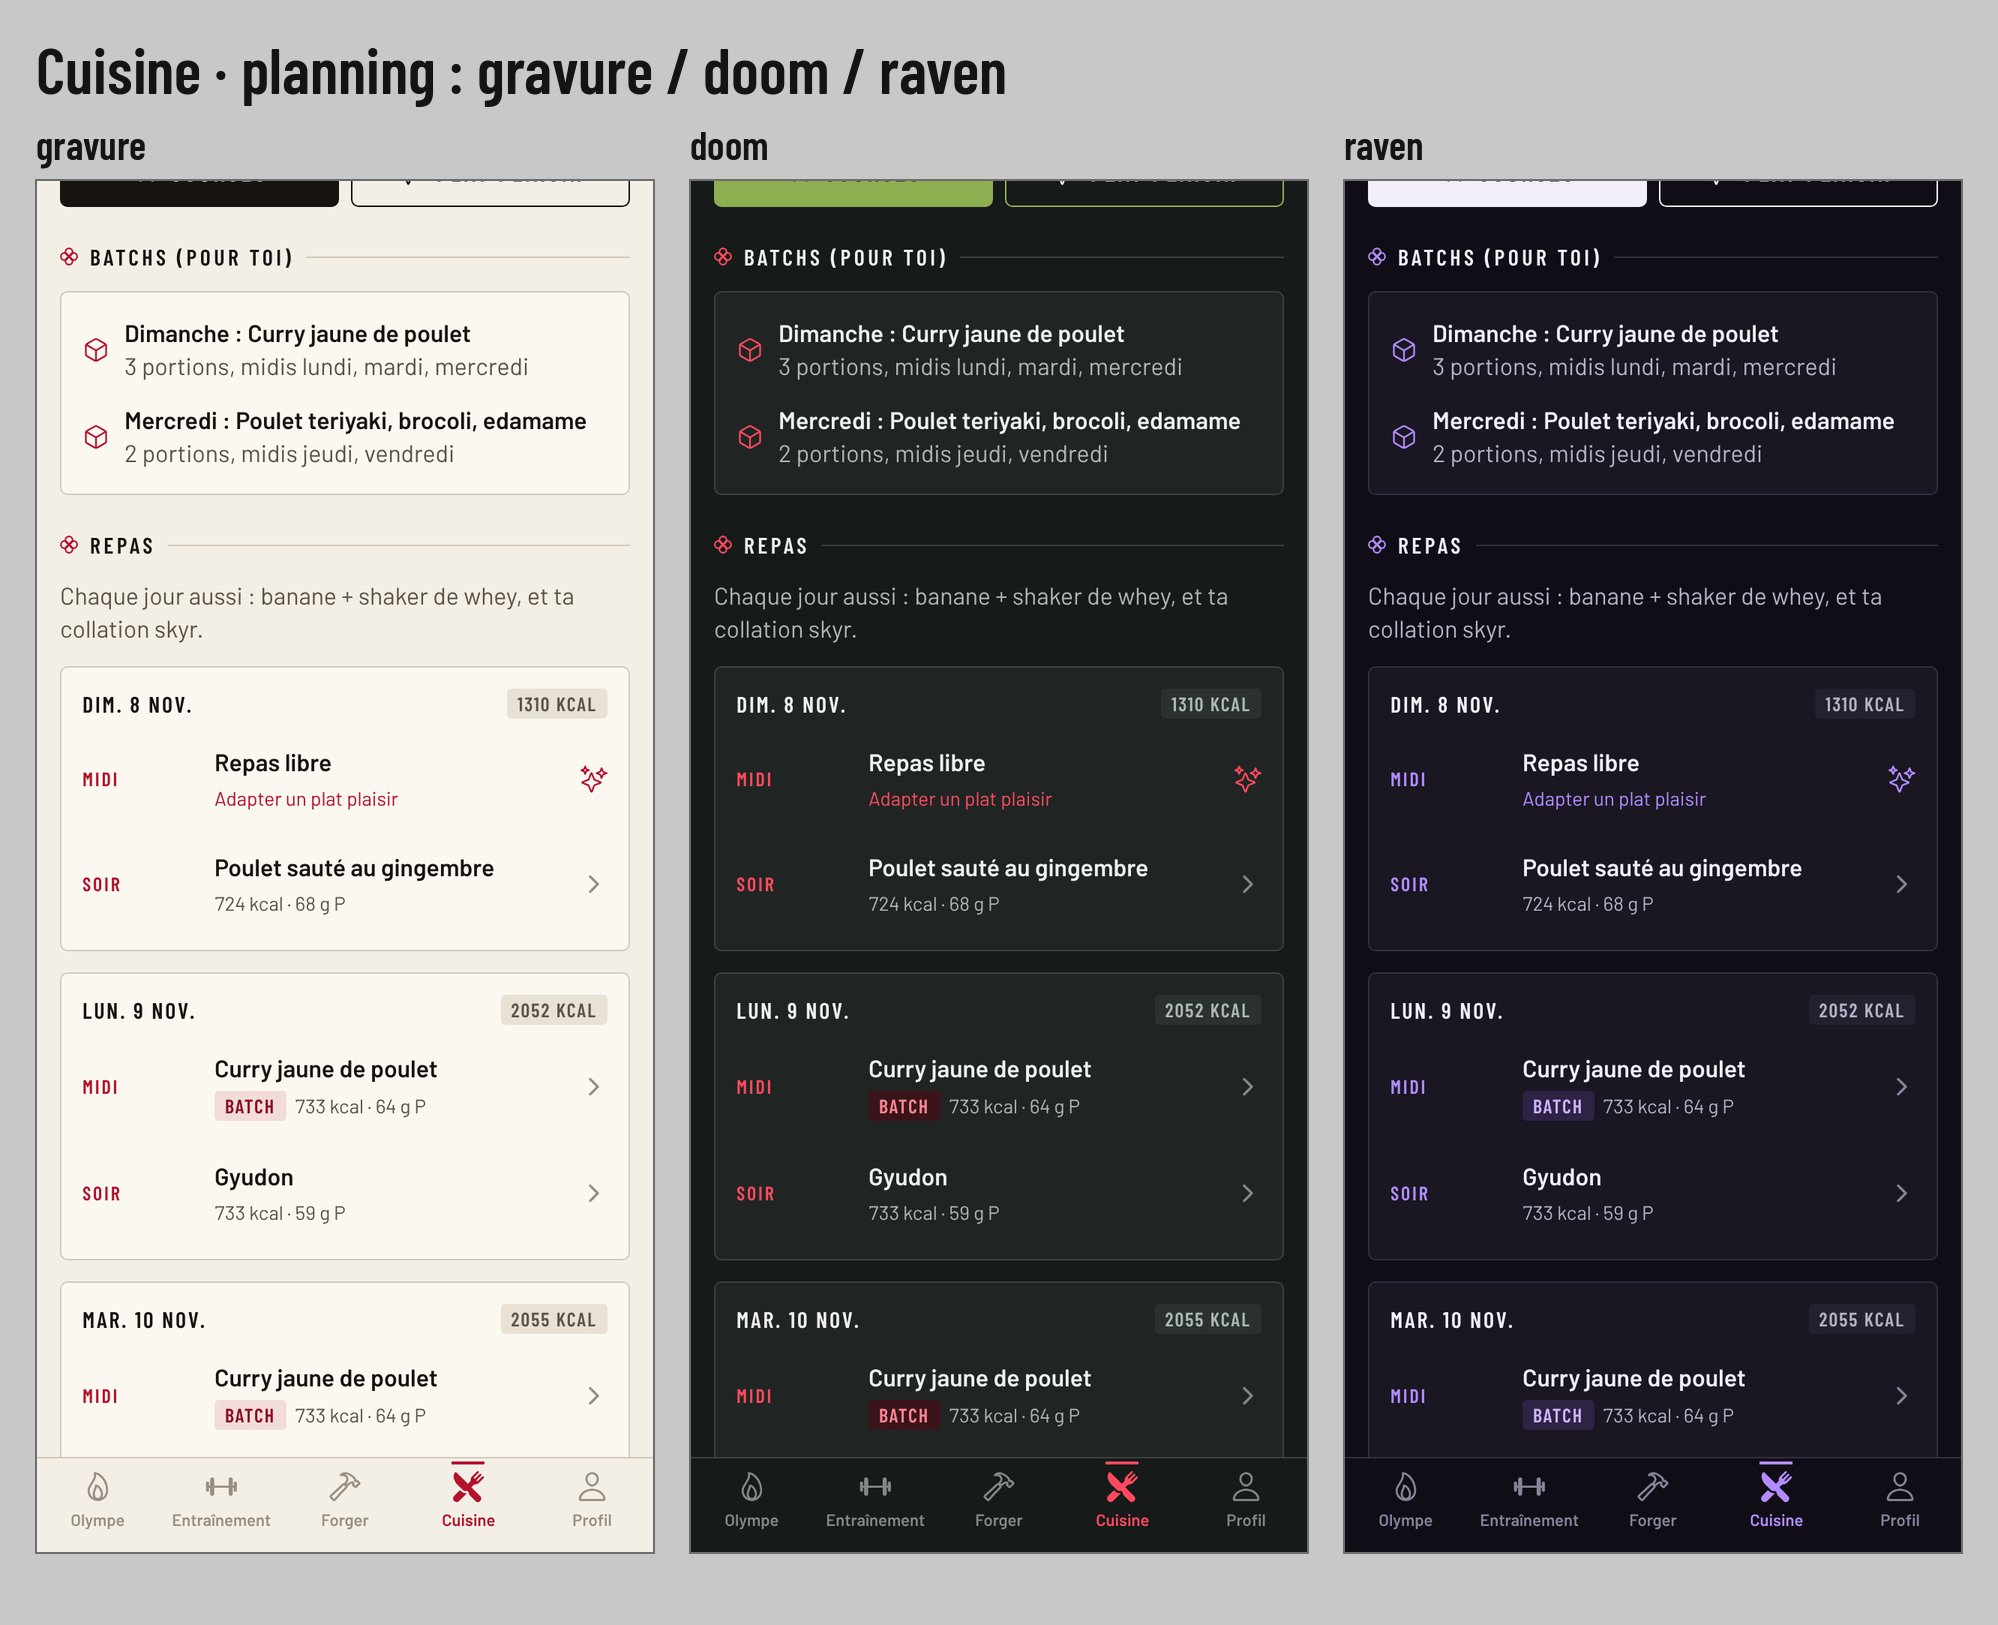 Cuisine · planning : gravure / doom / raven
gravure
BATCHS (POUR TOI)
Dimanche : Curry jaune de poulet
3 portions, midis lundi, mardi, mercredi
Mercredi : Poulet teriyaki, brocoli, edamame
2 portions, midis jeudi, vendredi
REPAS
Chaque jour aussi : banane + shaker de whey, et ta
collation skyr.
DIM. 8 NOV. 1310 KCAL
MIDI Repas libre
Adapter un plat plaisir
SOIR Poulet sauté au gingembre
724 kcal · 68 g P
LUN. 9 NOV. 2052 KCAL
MIDI Curry jaune de poulet
BATCH 733 kcal · 64 g P
SOIR Gyudon
733 kcal · 59 g P
MAR. 10 NOV. 2055 KCAL
MIDI Curry jaune de poulet
BATCH 733 kcal · 64 g P
Olympe Entraînement Forger Cuisine Profil
doom
BATCHS (POUR TOI)
Dimanche : Curry jaune de poulet
3 portions, midis lundi, mardi, mercredi
Mercredi : Poulet teriyaki, brocoli, edamame
2 portions, midis jeudi, vendredi
REPAS
Chaque jour aussi : banane + shaker de whey, et ta
collation skyr.
DIM. 8 NOV. 1310 KCAL
MIDI Repas libre
Adapter un plat plaisir
SOIR Poulet sauté au gingembre
724 kcal · 68 g P
LUN. 9 NOV. 2052 KCAL
MIDI Curry jaune de poulet
BATCH 733 kcal · 64 g P
SOIR Gyudon
733 kcal · 59 g P
MAR. 10 NOV. 2055 KCAL
MIDI Curry jaune de poulet
BATCH 733 kcal · 64 g P
Olympe Entraînement Forger Cuisine Profil
raven
BATCHS (POUR TOI)
Dimanche : Curry jaune de poulet
3 portions, midis lundi, mardi, mercredi
Mercredi : Poulet teriyaki, brocoli, edamame
2 portions, midis jeudi, vendredi
REPAS
Chaque jour aussi : banane + shaker de whey, et ta
collation skyr.
DIM. 8 NOV. 1310 KCAL
MIDI Repas libre
Adapter un plat plaisir
SOIR Poulet sauté au gingembre
724 kcal · 68 g P
LUN. 9 NOV. 2052 KCAL
MIDI Curry jaune de poulet
BATCH 733 kcal · 64 g P
SOIR Gyudon
733 kcal · 59 g P
MAR. 10 NOV. 2055 KCAL
MIDI Curry jaune de poulet
BATCH 733 kcal · 64 g P
Olympe Entraînement Forger Cuisine Profil